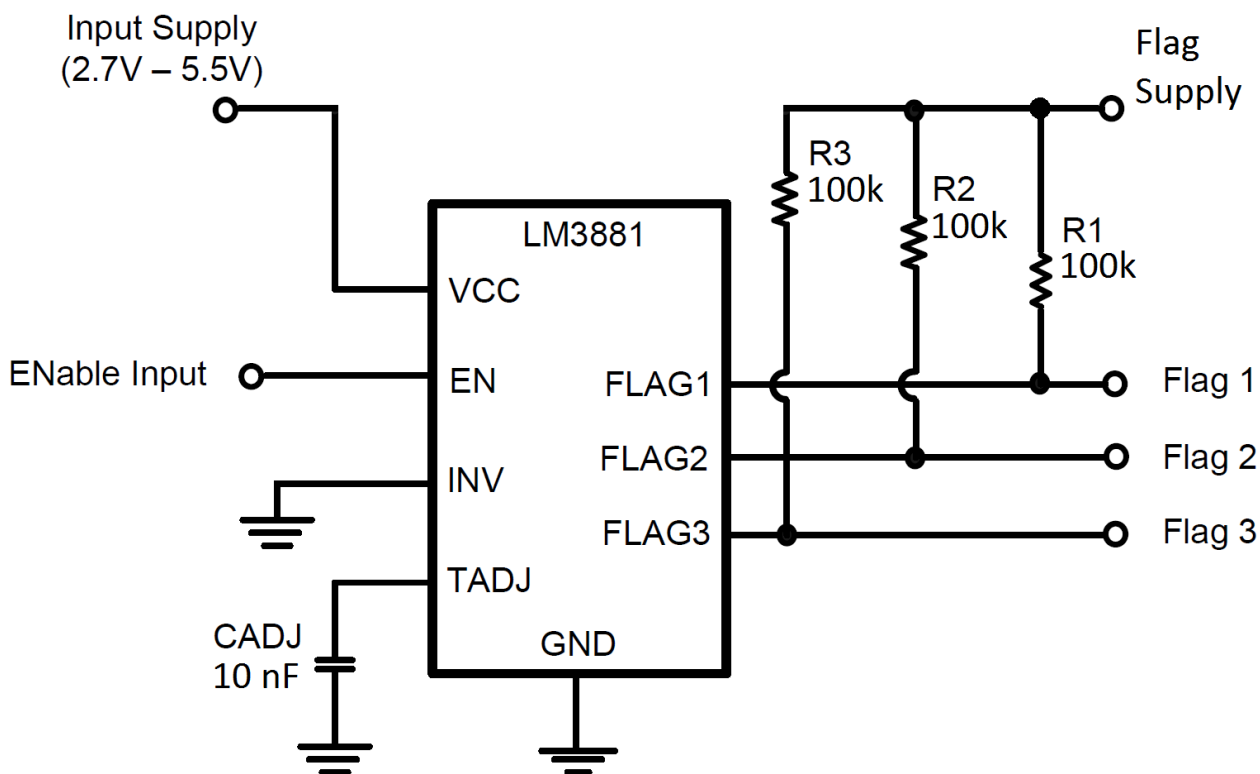 Input Supply
(2.7V – 5.5V)
Flag
Supply
R3
100k
R2
100k
R1
100k
LM3881
VCC
ENable Input
EN
FLAG1
Flag 1
FLAG2
Flag 2
INV
FLAG3
Flag 3
TADJ
CADJ
10 nF
GND